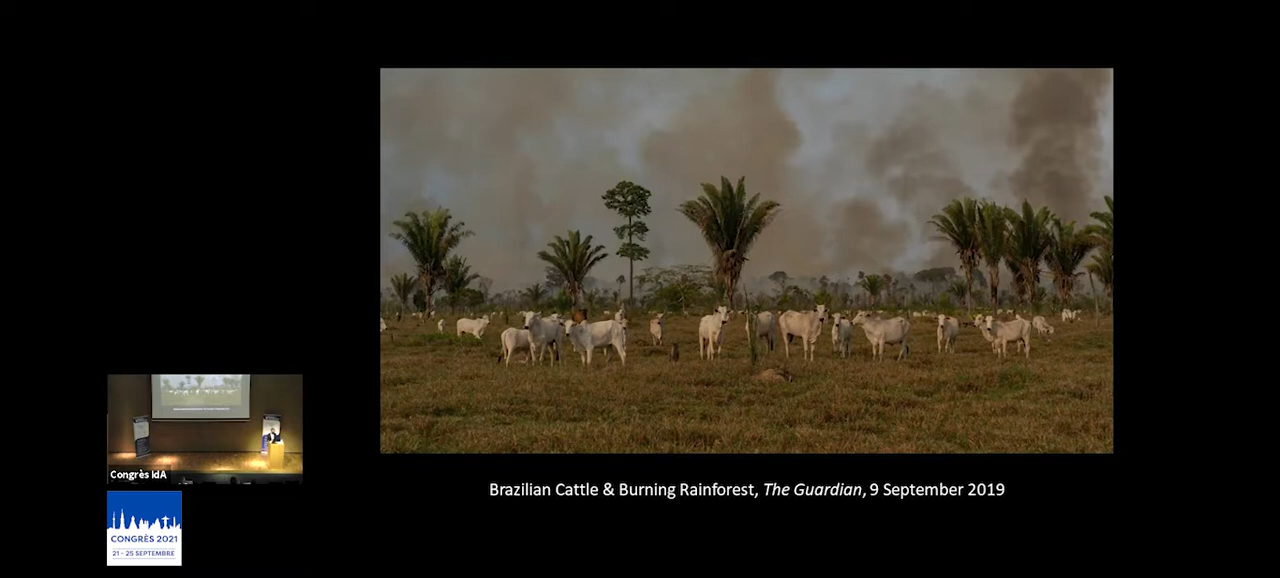 Brazilian Cattle & Burning Rainforest, The Guardian, 9 September 2019
Congrès IdA
CONGRÈS 2021
21 - 25 SEPTEMBRE